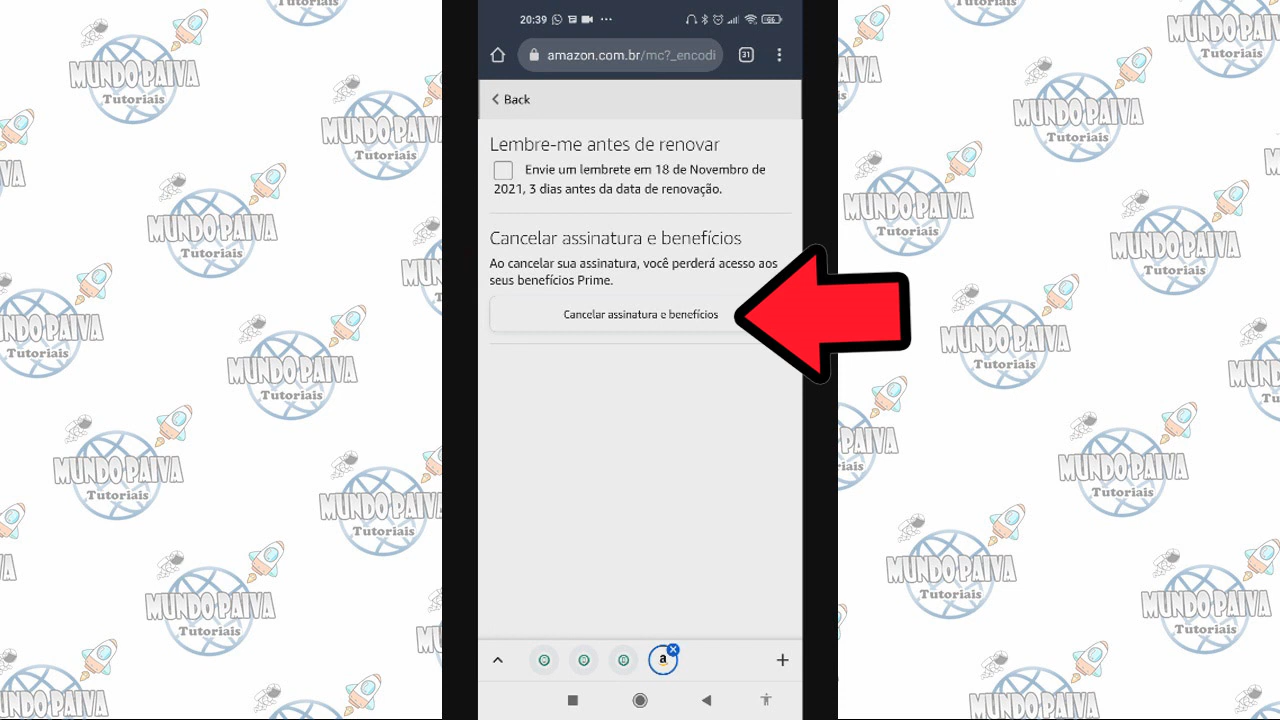 20:39
amazon.com.br/mc?_encodi
31
Back
Lembre-me antes de renovar
Envie um lembrete em 18 de Novembro de
2021, 3 dias antes da data de renovação.
Cancelar assinatura e benefícios
Ao cancelar sua assinatura, você perderá acesso aos
seus benefícios Prime.
Cancelar assinatura e benefícios
a
MUNDO PAIVA
Tutoriais